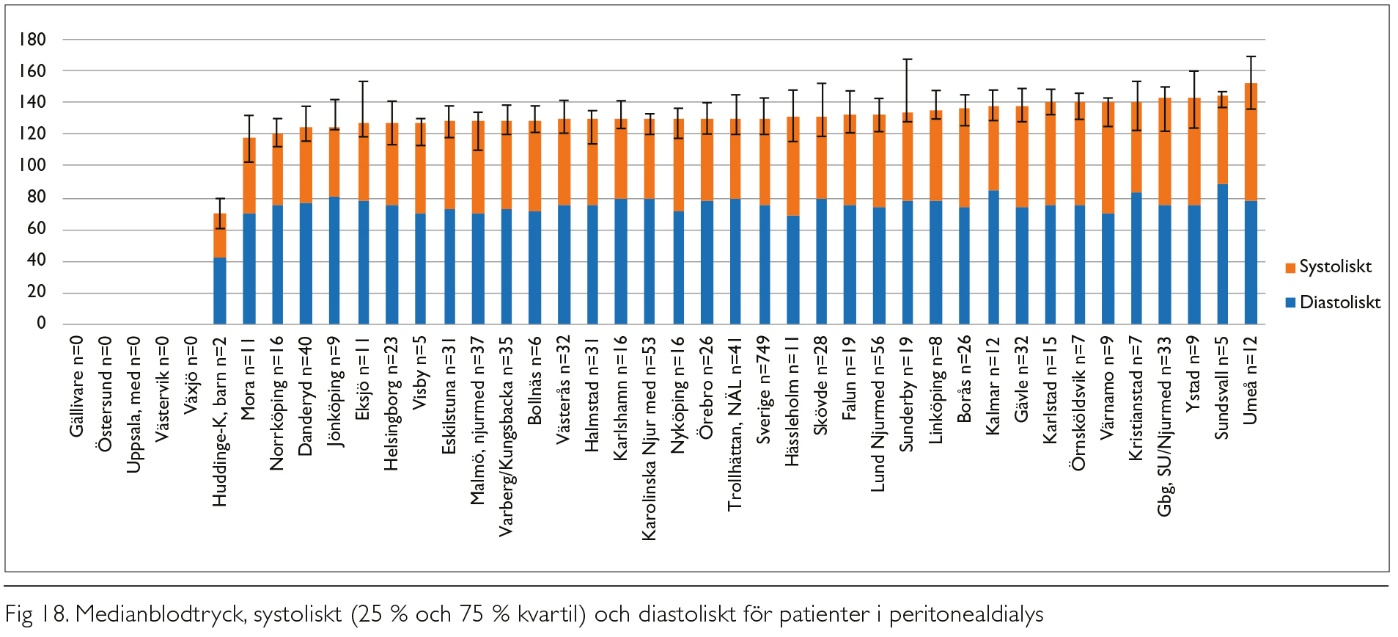 180
160
140
120
100
80
60
40
20
0
Systoliskt
Diastoliskt
Gällivare n=0
Östersund n=0
Uppsala, med n=0
Västervik n=0
Växjö n=0
Huddinge-K, barn n=2
Mora n=11
Norrköping n=16
Danderyd n=40
Jönköping n=9
Eksjö n=11
Helsingborg n=23
Visby n=5
Eskilstuna n=31
Malmö, njurmed n=37
Varberg/Kungsbacka n=35
Bollnäs n=6
Västerås n=32
Halmstad n=31
Karlshamn n=16
Karolinska Njur med n=53
Nyköping n=16
Örebro n=26
Trollhättan, NÄL n=41
Sverige n=749
Hässleholm n=11
Skövde n=28
Falun n=19
Lund Njurmed n=56
Sunderby n=19
Linköping n=8
Borås n=26
Kalmar n=12
Gävle n=32
Karlstad n=15
Örnsköldsvik n=7
Värnamo n=9
Kristianstad n=7
Gbg, SU/Njurmed n=33
Ystad n=9
Sundsvall n=5
Umeå n=12
Fig 18. Medianblodtryck, systoliskt (25 % och 75 % kvartil) och diastoliskt för patienter i peritonealdialys